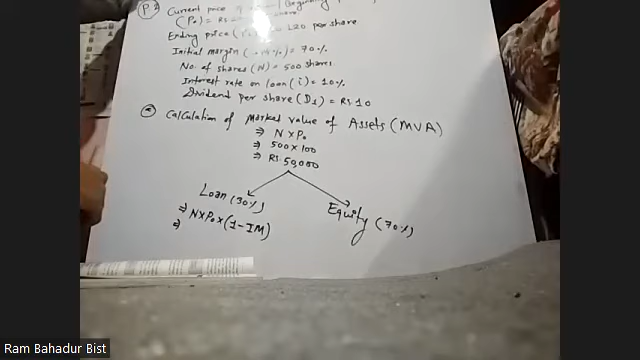 Current price of
(P₀) = Rs.
Ending price ( 120 per share
Initial margin ( %) = 70%
No. of shares (N) = 500 shares.
Interest rate on loan (i) = 10%
Dividend per share (D₁) = Rs. 10
Calculation of Market value of Assets (MVA)
⇒ N×P₀
⇒ 500×100
⇒ Rs. 50,000
Loan (30%)
Equity (70%)
⇒ N×P₀×(1-IM)
⇒
Ram Bahadur Bist